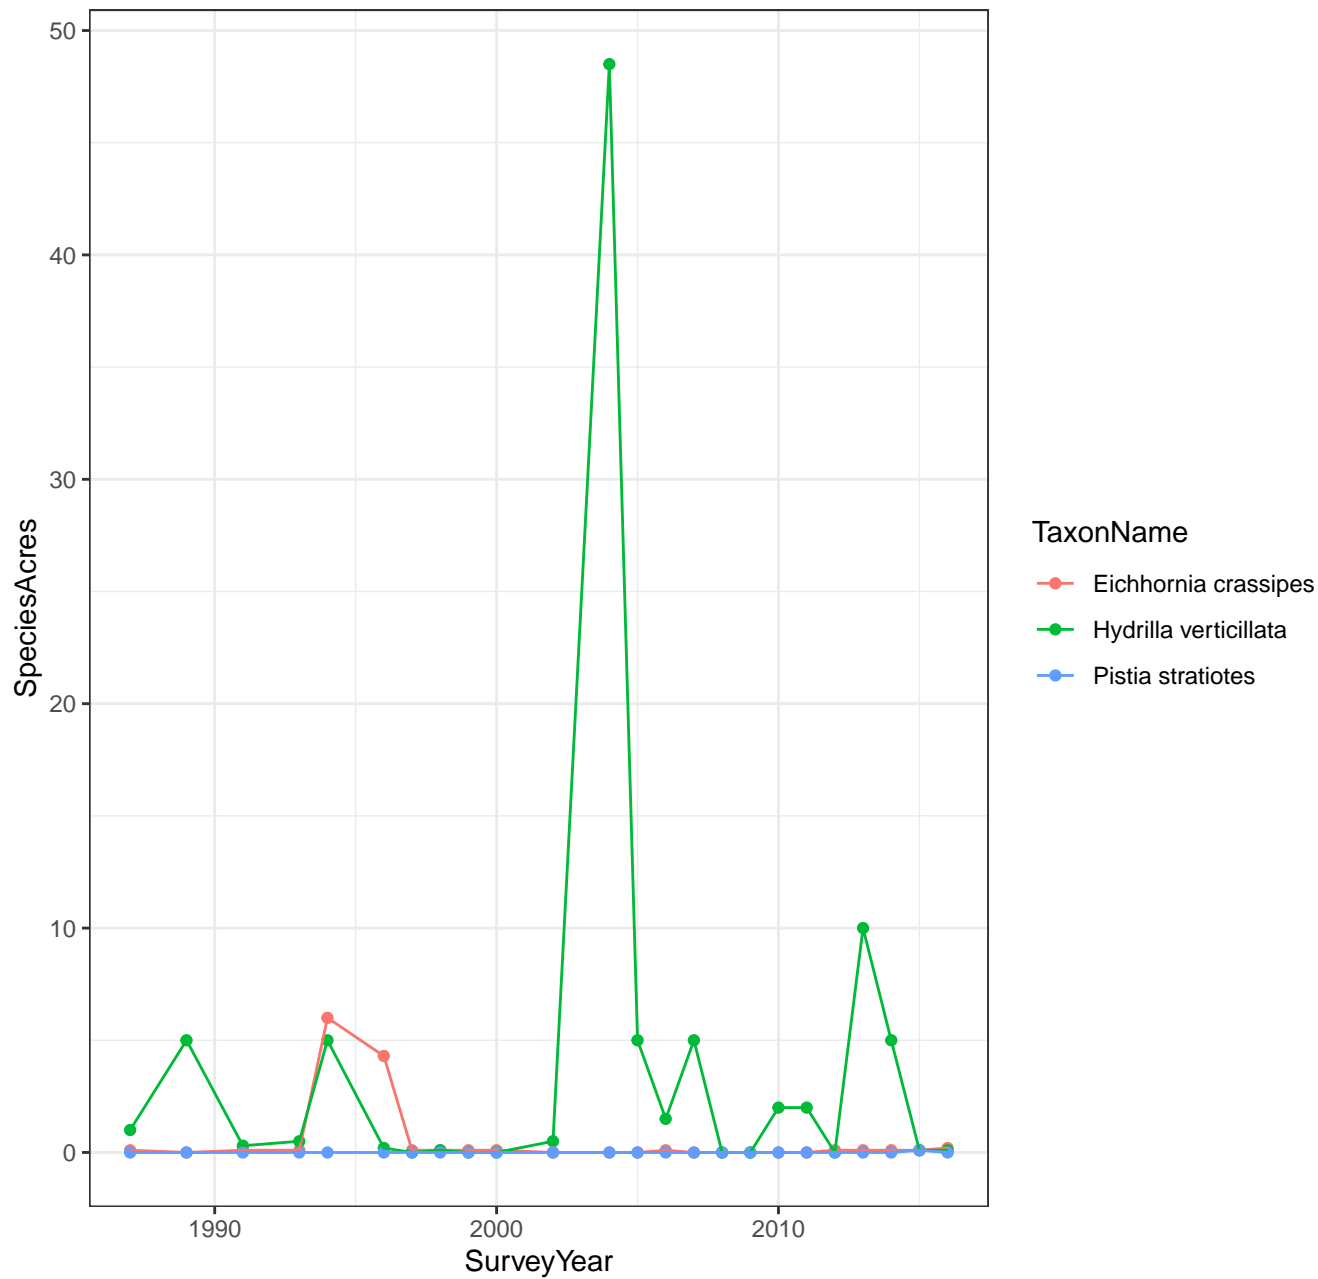 50
40
30
20
10
0
SpeciesAcres
1990 2000 2010
SurveyYear
TaxonName
Eichhornia crassipes
Hydrilla verticillata
Pistia stratiotes